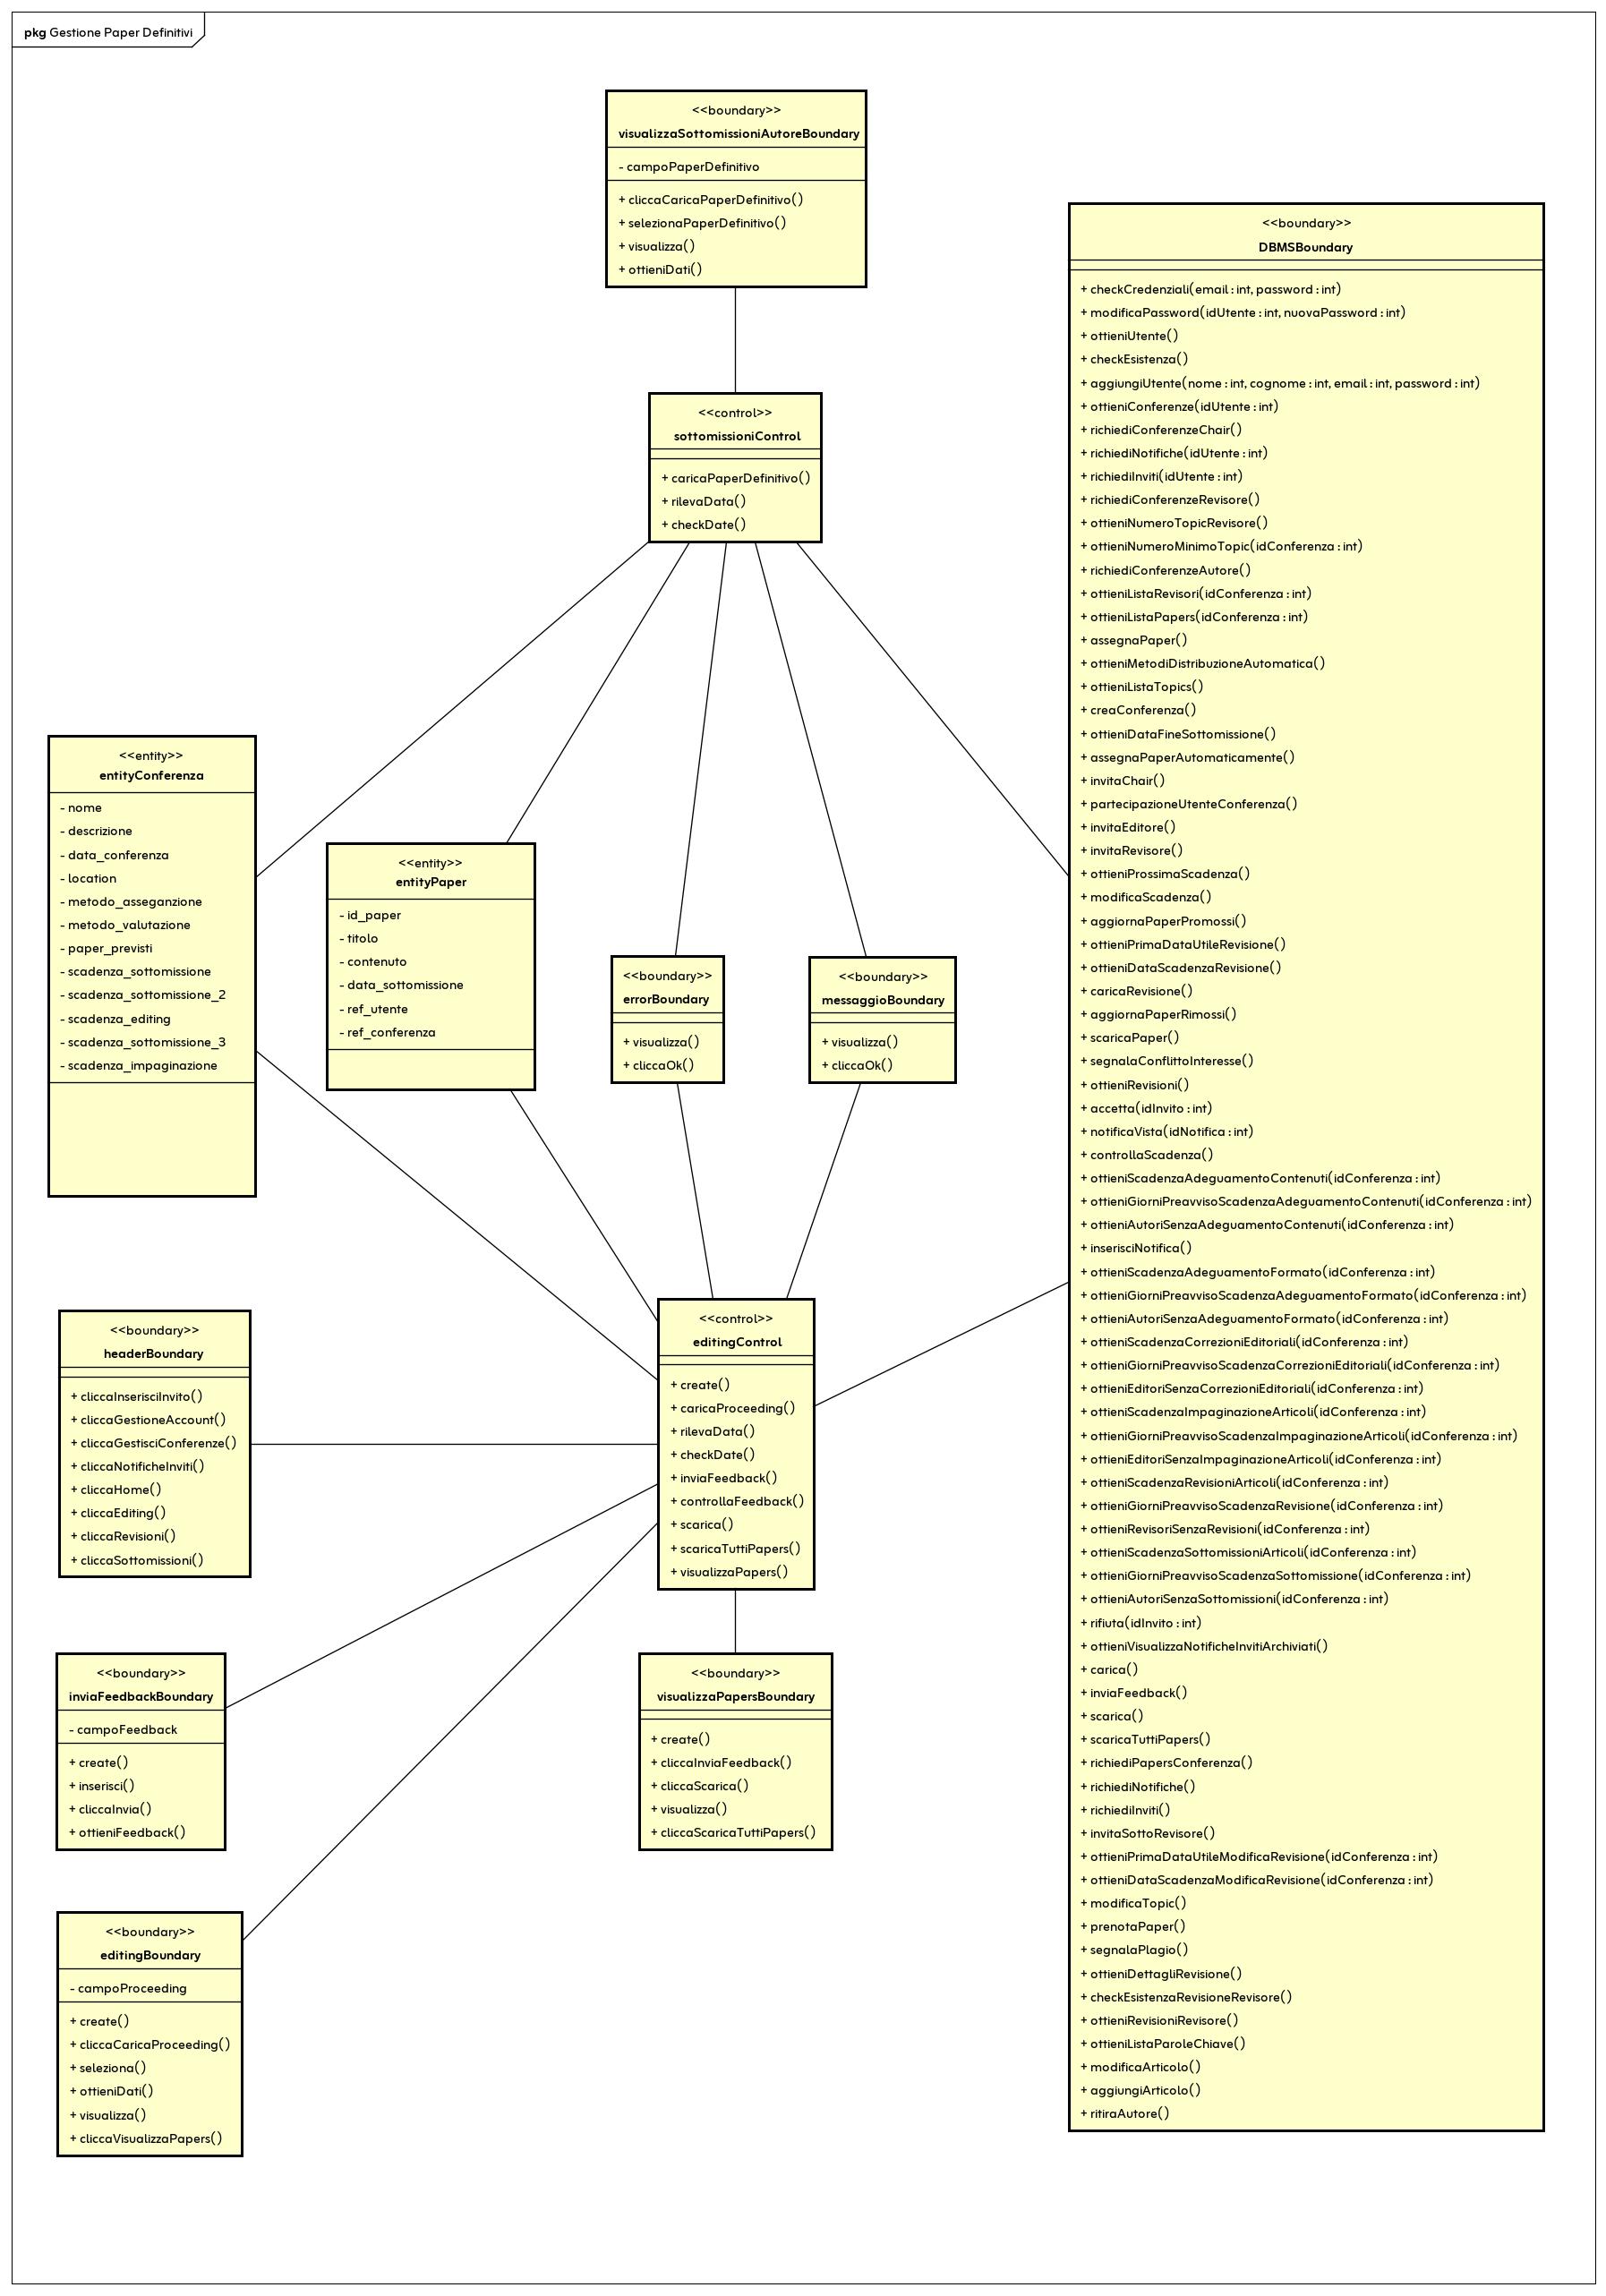 pkg Gestione Paper Definitivi
<<boundary>>
visualizzaSottomissioniAutoreBoundary
- campoPaperDefinitivo
+ cliccaCaricaPaperDefinitivo()
+ selezionaPaperDefinitivo()
+ visualizza()
+ ottieniDati()
<<control>>
sottomissioniControl
+ caricaPaperDefinitivo()
+ rilevaData()
+ checkDate()
<<entity>>
entityConferenza
- nome
- descrizione
- data_conferenza
- location
- metodo_asseganzione
- metodo_valutazione
- paper_previsti
- scadenza_sottomissione
- scadenza_sottomissione_2
- scadenza_editing
- scadenza_sottomissione_3
- scadenza_impaginazione
<<entity>>
entityPaper
- id_paper
- titolo
- contenuto
- data_sottomissione
- ref_utente
- ref_conferenza
<<boundary>>
errorBoundary
+ visualizza()
+ cliccaOk()
<<boundary>>
messaggioBoundary
+ visualizza()
+ cliccaOk()
<<boundary>>
headerBoundary
+ cliccaInserisciInvito()
+ cliccaGestioneAccount()
+ cliccaGestisciConferenze()
+ cliccaNotificheInviti()
+ cliccaHome()
+ cliccaEditing()
+ cliccaRevisioni()
+ cliccaSottomissioni()
<<control>>
editingControl
+ create()
+ caricaProceeding()
+ rilevaData()
+ checkDate()
+ inviaFeedback()
+ controllaFeedback()
+ scarica()
+ scaricaTuttiPapers()
+ visualizzaPapers()
<<boundary>>
inviaFeedbackBoundary
- campoFeedback
+ create()
+ inserisci()
+ cliccaInvia()
+ ottieniFeedback()
<<boundary>>
visualizzaPapersBoundary
+ create()
+ cliccaInviaFeedback()
+ cliccaScarica()
+ visualizza()
+ cliccaScaricaTuttiPapers()
<<boundary>>
editingBoundary
- campoProceeding
+ create()
+ cliccaCaricaProceeding()
+ seleziona()
+ ottieniDati()
+ visualizza()
+ cliccaVisualizzaPapers()
<<boundary>>
DBMSBoundary
+ checkCredenziali(email : int, password : int)
+ modificaPassword(idUtente : int, nuovaPassword : int)
+ ottieniUtente()
+ checkEsistenza()
+ aggiungiUtente(nome : int, cognome : int, email : int, password : int)
+ ottieniConferenze(idUtente : int)
+ richiediConferenzeChair()
+ richiediNotifiche(idUtente : int)
+ richiediInviti(idUtente : int)
+ richiediConferenzeRevisore()
+ ottieniNumeroTopicRevisore()
+ ottieniNumeroMinimoTopic(idConferenza : int)
+ richiediConferenzeAutore()
+ ottieniListaRevisori(idConferenza : int)
+ ottieniListaPapers(idConferenza : int)
+ assegnaPaper()
+ ottieniMetodiDistribuzioneAutomatica()
+ ottieniListaTopics()
+ creaConferenza()
+ ottieniDataFineSottomissione()
+ assegnaPaperAutomaticamente()
+ invitaChair()
+ partecipazioneUtenteConferenza()
+ invitaEditore()
+ invitaRevisore()
+ ottieniProssimaScadenza()
+ modificaScadenza()
+ aggiornaPaperPromossi()
+ ottieniPrimaDataUtileRevisione()
+ ottieniDataScadenzaRevisione()
+ caricaRevisione()
+ aggiornaPaperRimossi()
+ scaricaPaper()
+ segnalaConflittoInteresse()
+ ottieniRevisioni()
+ accetta(idInvito : int)
+ notificaVista(idNotifica : int)
+ controllaScadenza()
+ ottieniScadenzaAdeguamentoContenuti(idConferenza : int)
+ ottieniGiorniPreavvisoScadenzaAdeguamentoContenuti(idConferenza : int)
+ ottieniAutoriSenzaAdeguamentoContenuti(idConferenza : int)
+ inserisciNotifica()
+ ottieniScadenzaAdeguamentoFormato(idConferenza : int)
+ ottieniGiorniPreavvisoScadenzaAdeguamentoFormato(idConferenza : int)
+ ottieniAutoriSenzaAdeguamentoFormato(idConferenza : int)
+ ottieniScadenzaCorrezioniEditoriali(idConferenza : int)
+ ottieniGiorniPreavvisoScadenzaCorrezioniEditoriali(idConferenza : int)
+ ottieniEditoriSenzaCorrezioniEditoriali(idConferenza : int)
+ ottieniScadenzaImpaginazioneArticoli(idConferenza : int)
+ ottieniGiorniPreavvisoScadenzaImpaginazioneArticoli(idConferenza : int)
+ ottieniEditoriSenzaImpaginazioneArticoli(idConferenza : int)
+ ottieniScadenzaRevisioniArticoli(idConferenza : int)
+ ottieniGiorniPreavvisoScadenzaRevisione(idConferenza : int)
+ ottieniRevisoriSenzaRevisioni(idConferenza : int)
+ ottieniScadenzaSottomissioniArticoli(idConferenza : int)
+ ottieniGiorniPreavvisoScadenzaSottomissione(idConferenza : int)
+ ottieniAutoriSenzaSottomissioni(idConferenza : int)
+ rifiuta(idInvito : int)
+ ottieniVisualizzaNotificheInvitiArchiviati()
+ carica()
+ inviaFeedback()
+ scarica()
+ scaricaTuttiPapers()
+ richiediPapersConferenza()
+ richiediNotifiche()
+ richiediInviti()
+ invitaSottoRevisore()
+ ottieniPrimaDataUtileModificaRevisione(idConferenza : int)
+ ottieniDataScadenzaModificaRevisione(idConferenza : int)
+ modificaTopic()
+ prenotaPaper()
+ segnalaPlagio()
+ ottieniDettagliRevisione()
+ checkEsistenzaRevisioneRevisore()
+ ottieniRevisioniRevisore()
+ ottieniListaParoleChiave()
+ modificaArticolo()
+ aggiungiArticolo()
+ ritiraAutore()